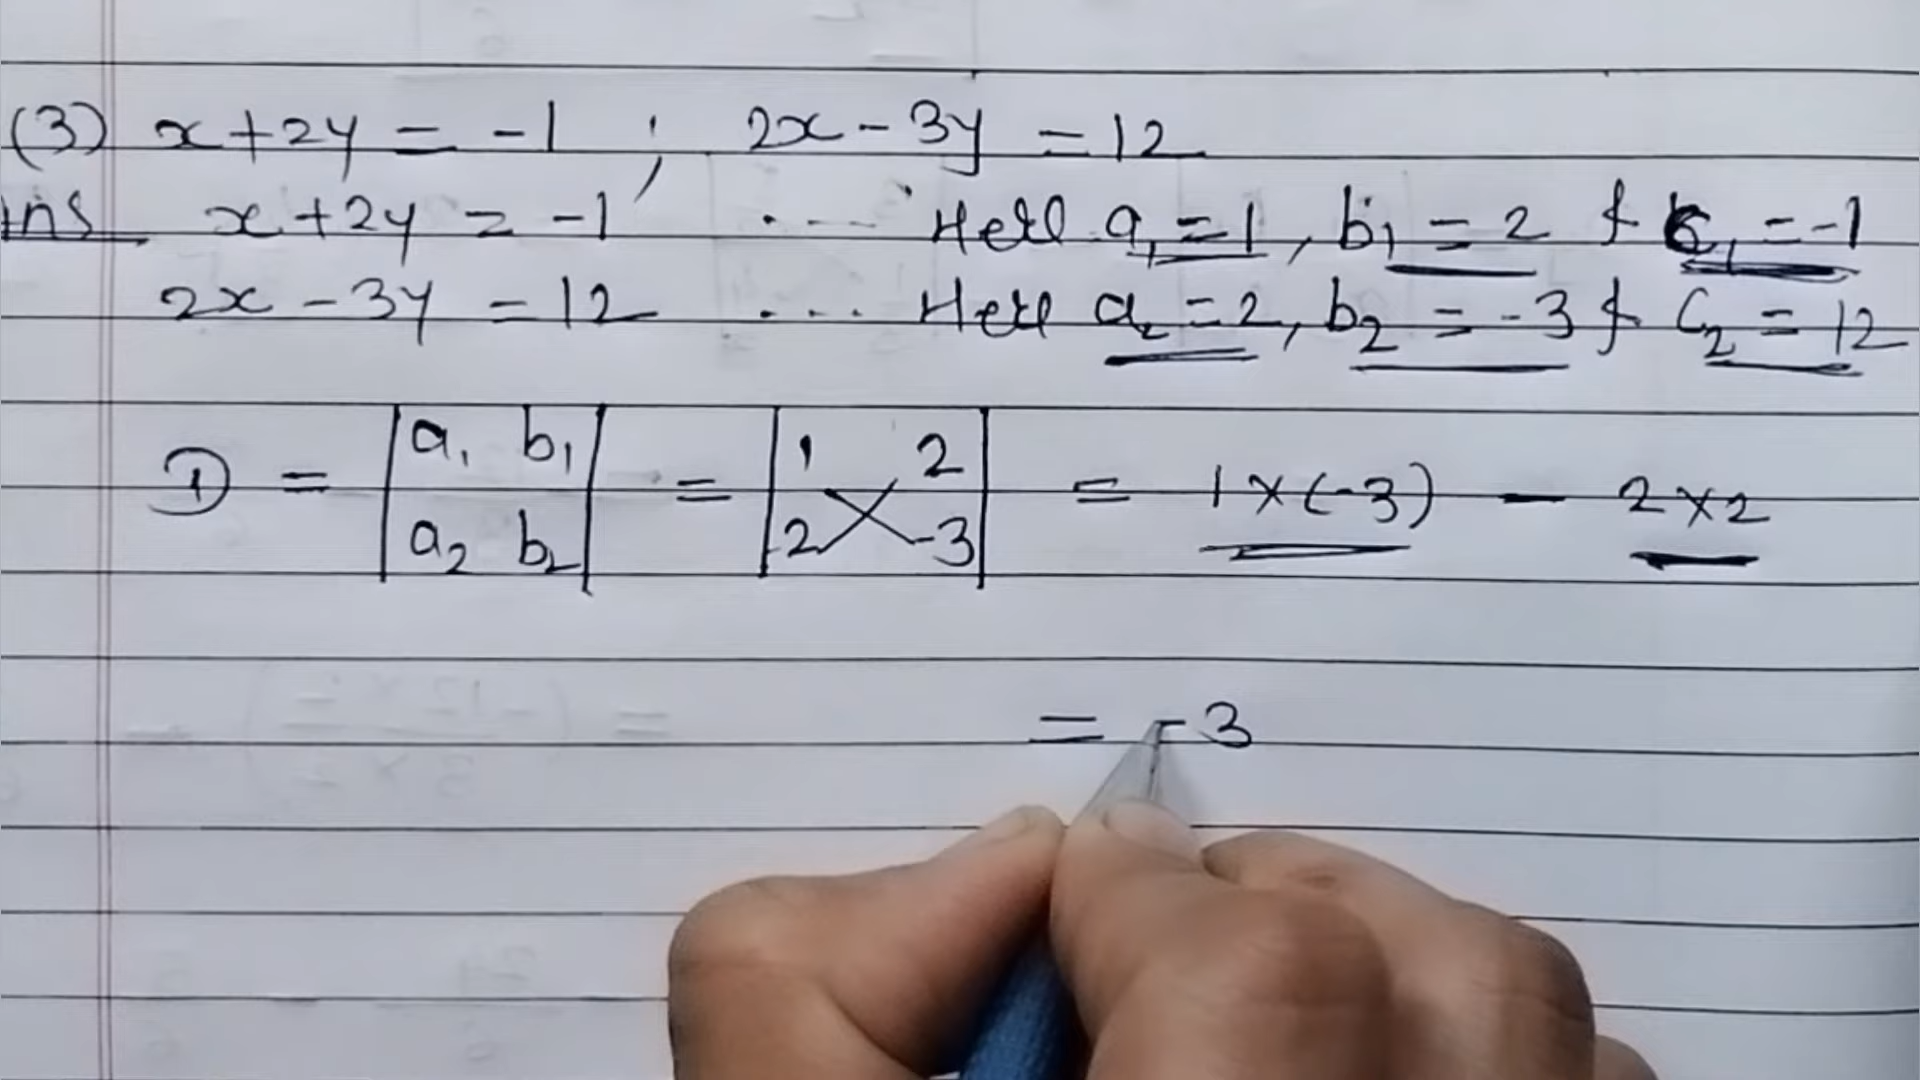 (3) x + 2y = -1 ; 2x - 3y = 12
Ans x + 2y = -1 .... Here a₁ = 1, b₁ = 2 & c₁ = -1
2x - 3y = 12 .... Here a₂ = 2, b₂ = -3 & c₂ = 12
D = | a₁ b₁ | = | 1 2 | = 1 × (-3) - 2 × 2
| a₂ b₂ | | 2 -3 |
= -3